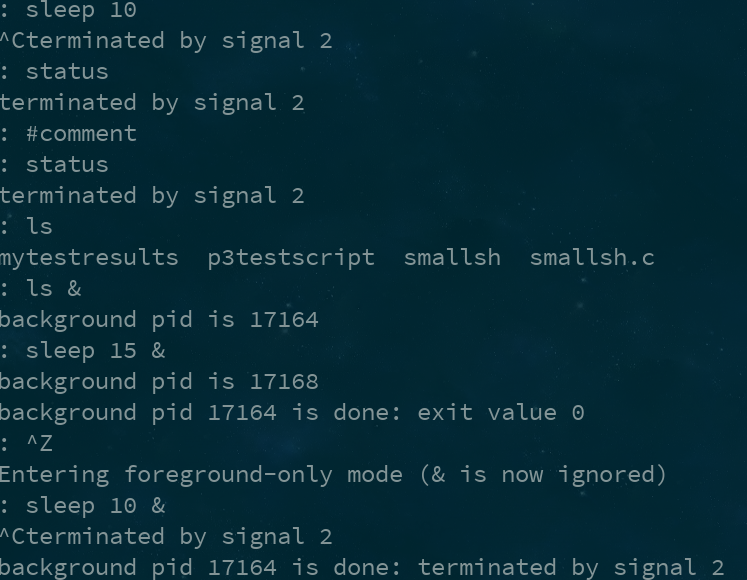 : sleep 10
^Cterminated by signal 2
: status
terminated by signal 2
: #comment
: status
terminated by signal 2
: ls
mytestresults  p3testscript  smallsh  smallsh.c
: ls &
background pid is 17164
: sleep 15 &
background pid is 17168
background pid 17164 is done: exit value 0
: ^Z
Entering foreground-only mode (& is now ignored)
: sleep 10 &
^Cterminated by signal 2
background pid 17164 is done: terminated by signal 2